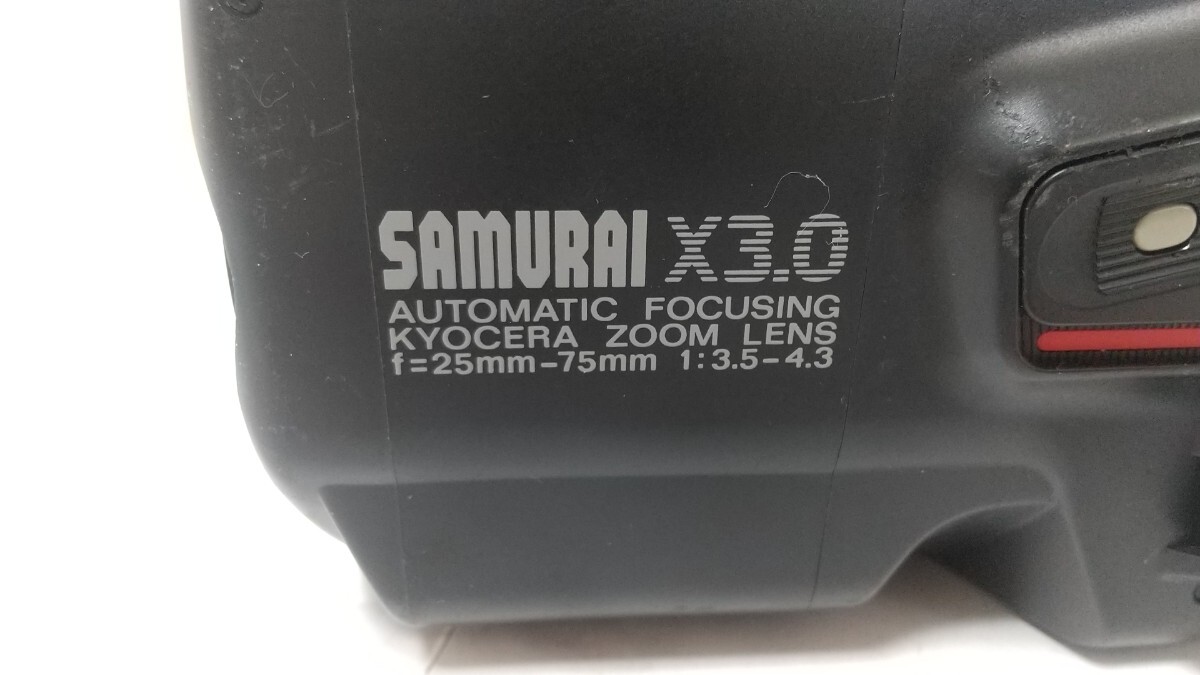 SAMURAI X3.0
AUTOMATIC FOCUSING
KYOCERA ZOOM LENS
f=25mm-75mm 1:3.5-4.3